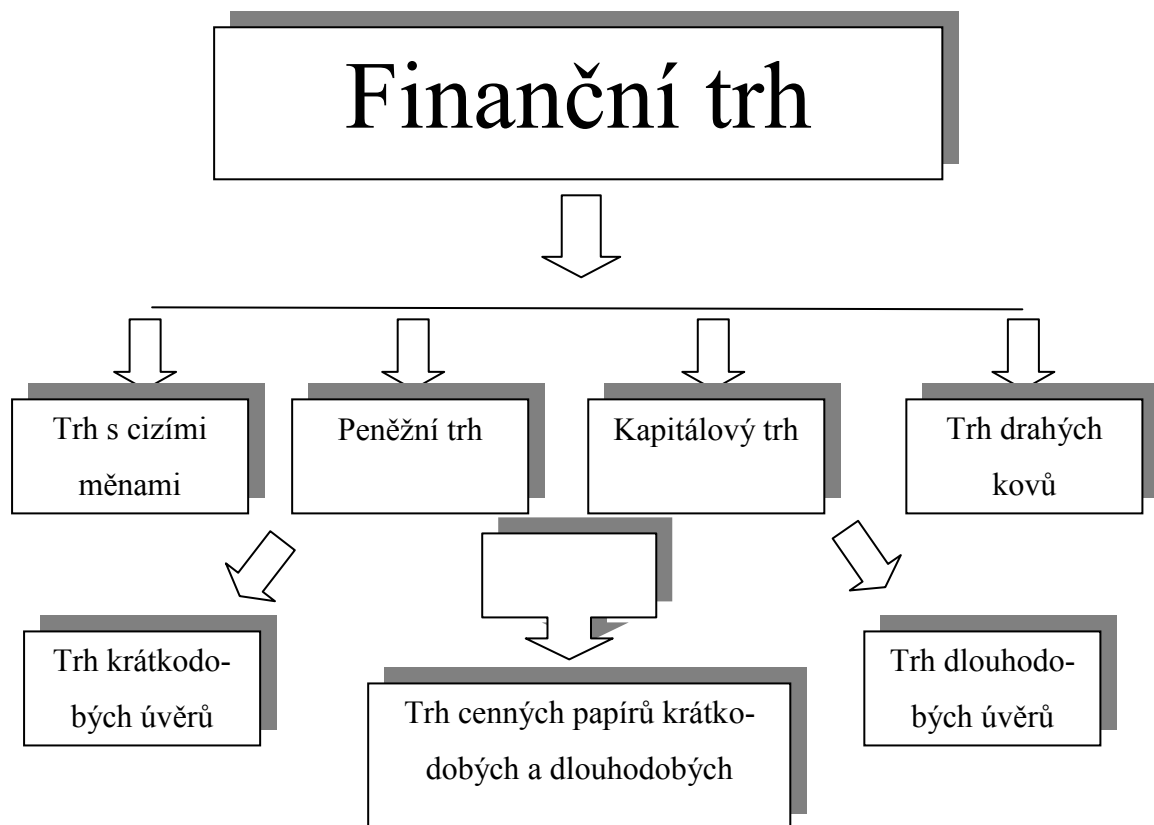 Finanční trh
Trh s cizími
měnami
Peněžní trh
Kapitálový trh
Trh drahých
kovů
Trh krátkodo-
bých úvěrů
Trh cenných papírů krátko-
dobých a dlouhodobých
Trh dlouhodo-
bých úvěrů